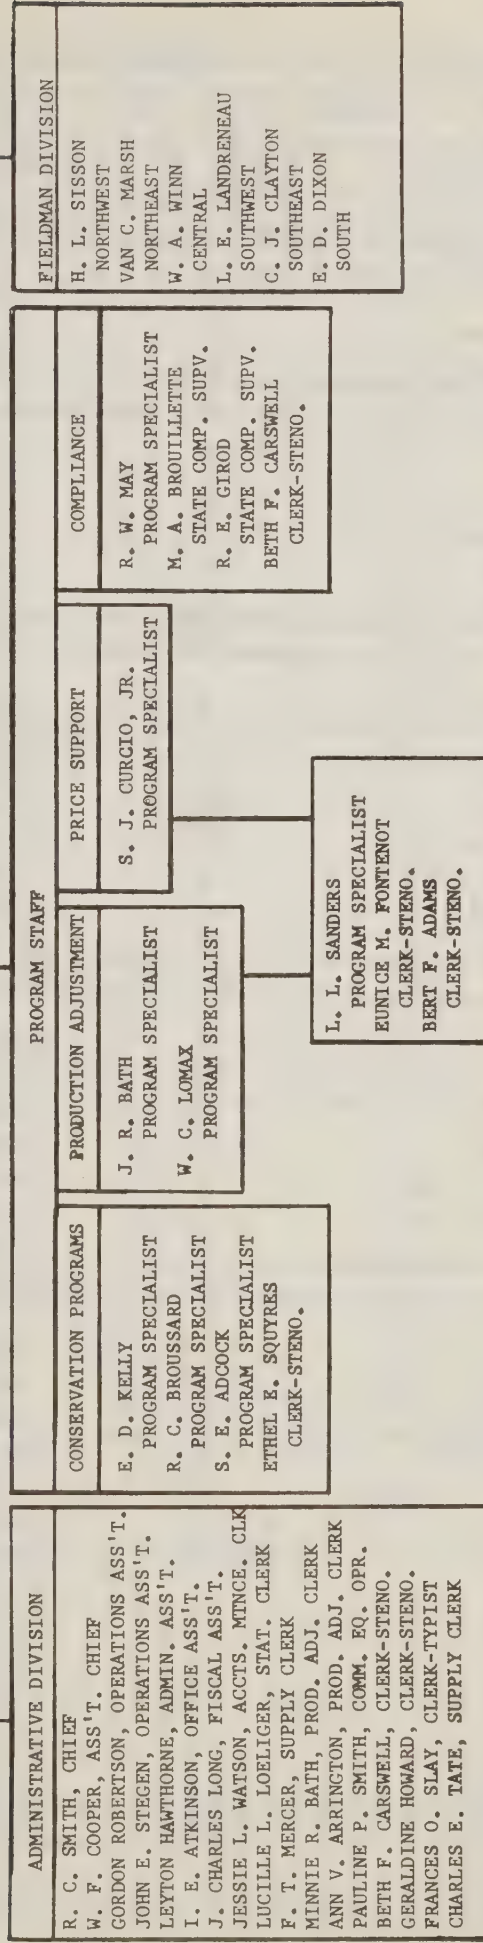 ADMINISTRATIVE DIVISION
R. C. SMITH, CHIEF
W. F. COOPER, ASS'T. CHIEF
GORDON ROBERTSON, OPERATIONS ASS'T.
JOHN E. STEGEN, OPERATIONS ASS'T.
LEYTON HAWTHORNE, ADMIN. ASS'T.
I. E. ATKINSON, OFFICE ASS'T.
J. CHARLES LONG, FISCAL ASS'T.
JESSIE L. WATSON, ACCTS. MTNCE. CLK
LUCILLE L. LOELIGER, STAT. CLERK
F. T. MERCER, SUPPLY CLERK
MINNIE R. BATH, PROD. ADJ. CLERK
ANN V. ARRINGTON, PROD. ADJ. CLERK
PAULINE P. SMITH, COMM. EQ. OPR.
BETH F. CARSWELL, CLERK-STENO.
GERALDINE HOWARD, CLERK-STENO.
FRANCES O. SLAY, CLERK-TYPIST
CHARLES E. TATE, SUPPLY CLERK
PROGRAM STAFF
CONSERVATION PROGRAMS
E. D. KELLY
PROGRAM SPECIALIST
R. C. BROUSSARD
PROGRAM SPECIALIST
S. E. ADCOCK
PROGRAM SPECIALIST
ETHEL E. SQUYRES
CLERK-STENO.
PRODUCTION ADJUSTMENT
J. R. BATH
PROGRAM SPECIALIST
W. C. LOMAX
PROGRAM SPECIALIST
PRICE SUPPORT
S. J. CURGIO, JR.
PROGRAM SPECIALIST
L. L. SANDERS
PROGRAM SPECIALIST
EUNICE M. FONTENOT
CLERK-STENO.
BERT F. ADAMS
CLERK-STENO.
COMPLIANCE
R. W. MAY
PROGRAM SPECIALIST
M. A. BROUILLETTE
STATE COMP. SUPV.
R. E. GIROD
STATE COMP. SUPV.
BETH F. CARSWELL
CLERK-STENO.
FIELDMAN DIVISION
H. L. SISSON
NORTHWEST
VAN C. MARSH
NORTHEAST
W. A. WINN
CENTRAL
L. E. LANDRENEAU
SOUTHWEST
C. J. CLAYTON
SOUTHEAST
E. D. DIXON
SOUTH